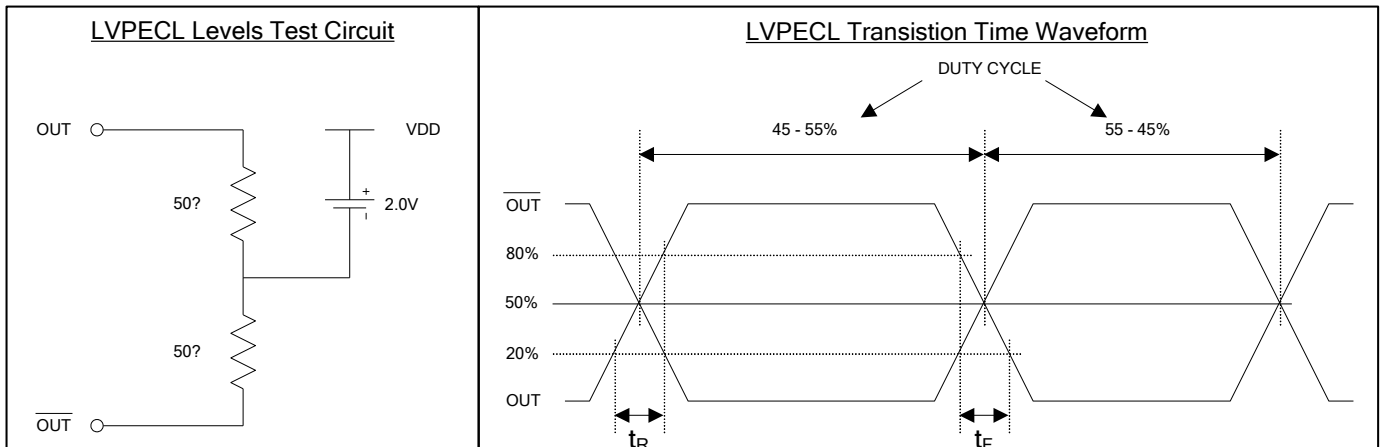 LVPECL Levels Test Circuit
OUT
VDD
50?
+
2.0V
-
50?
OUT
LVPECL Transistion Time Waveform
DUTY CYCLE
45 - 55%
55 - 45%
OUT
80%
50%
20%
OUT
tR
tF